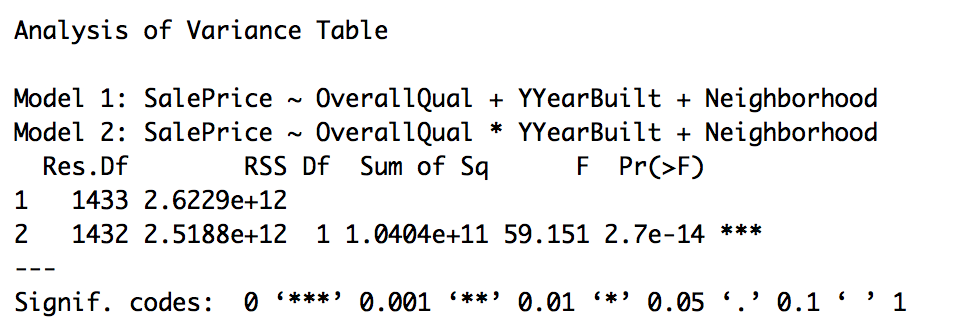 Analysis of Variance Table
Model 1: SalePrice ~ OverallQual + YYearBuilt + Neighborhood
Model 2: SalePrice ~ OverallQual * YYearBuilt + Neighborhood
  Res.Df        RSS Df  Sum of Sq      F  Pr(>F)
1   1433 2.6229e+12
2   1432 2.5188e+12  1 1.0404e+11 59.151 2.7e-14 ***
---
Signif. codes:  0 ‘***’ 0.001 ‘**’ 0.01 ‘*’ 0.05 ‘.’ 0.1 ‘ ’ 1